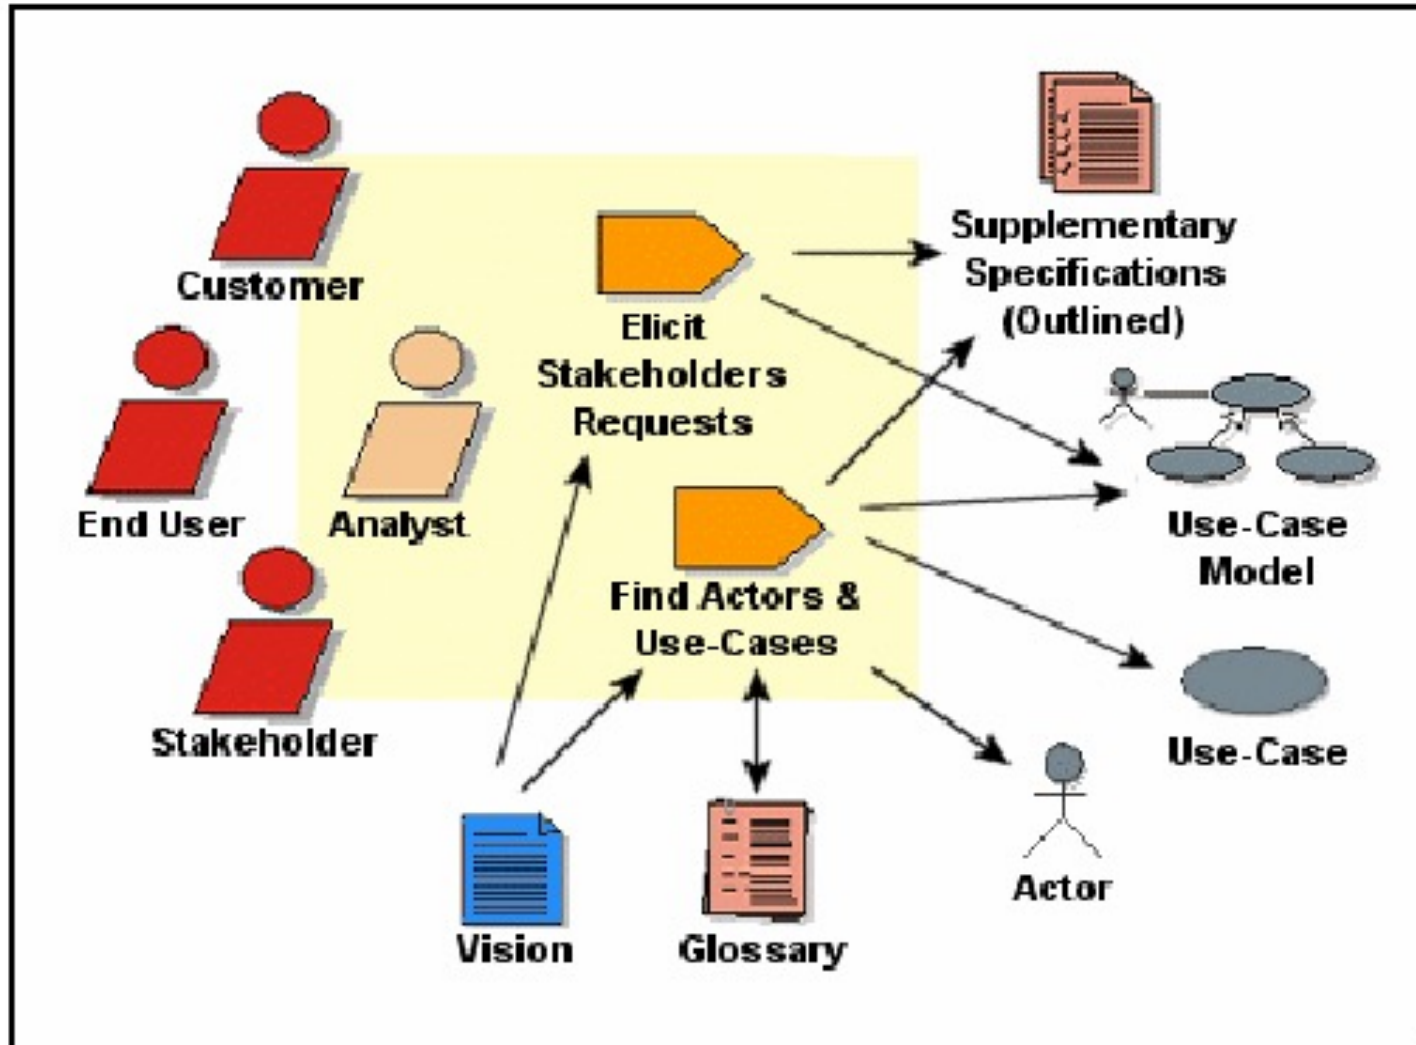 Customer
End User
Analyst
Stakeholder
Elicit
Stakeholders
Requests
Find Actors &
Use-Cases
Supplementary
Specifications
(Outlined)
Use-Case
Model
Use-Case
Actor
Vision
Glossary